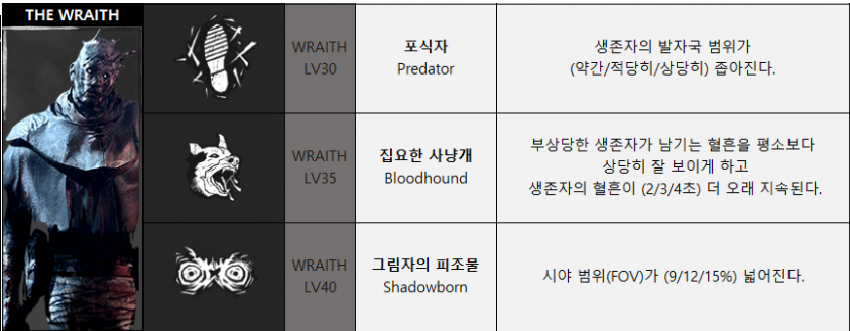 THE WRAITH
WRAITH
LV30
포식자
Predator
생존자의 발자국 범위가
(약간/적당히/상당히) 좁아진다.
WRAITH
LV35
집요한 사냥개
Bloodhound
부상당한 생존자가 남기는 혈흔을 평소보다
상당히 잘 보이게 하고
생존자의 혈흔이 (2/3/4초) 더 오래 지속된다.
WRAITH
LV40
그림자의 피조물
Shadowborn
시야 범위(FOV)가 (9/12/15%) 넓어진다.